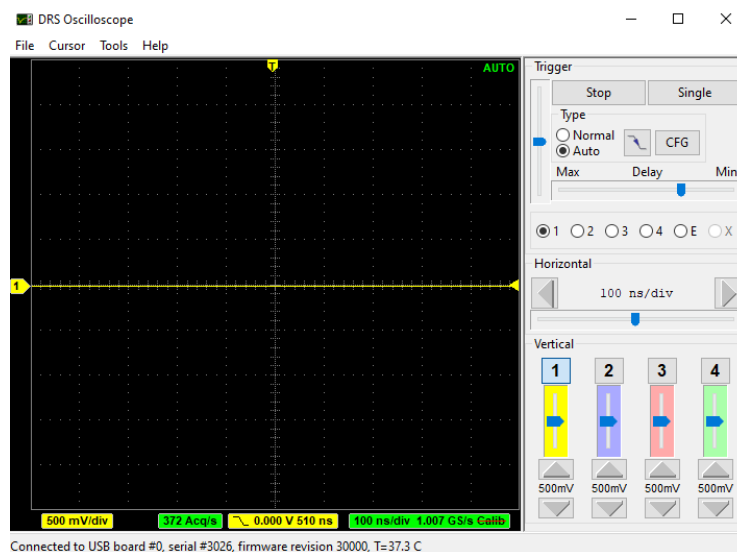 DRS Oscilloscope
File Cursor Tools Help
T
AUTO
Trigger
Stop Single
Type
Normal
Auto
CFG
Max Delay Min
1 2 3 4 E X
1
Horizontal
100 ns/div
Vertical
1 2 3 4
500mV 500mV 500mV 500mV
500 mV/div 372 Acq/s 0.000 V 510 ns 100 ns/div 1.007 GS/s Calib
Connected to USB board #0, serial #3026, firmware revision 30000, T=37.3 C